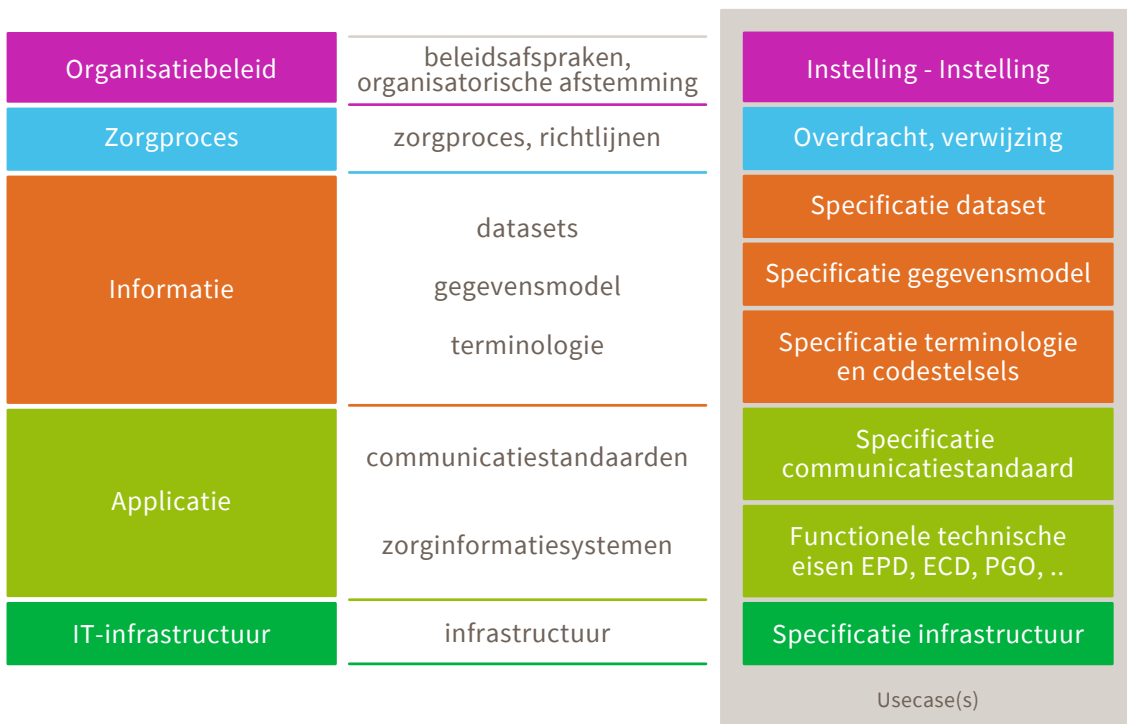 Organisatiebeleid
beleidsafspraken,
organisatorische afstemming
Instelling - Instelling
Zorgproces
zorgproces, richtlijnen
Overdracht, verwijzing
Informatie
datasets
gegevensmodel
terminologie
Specificatie dataset
Specificatie gegevensmodel
Specificatie terminologie
en codestelsels
Applicatie
communicatiestandaarden
zorginformatiesystemen
Specificatie
communicatiestandaard
Functionele technische
eisen EPD, ECD, PGO, ..
IT-infrastructuur
infrastructuur
Specificatie infrastructuur
Usecase(s)